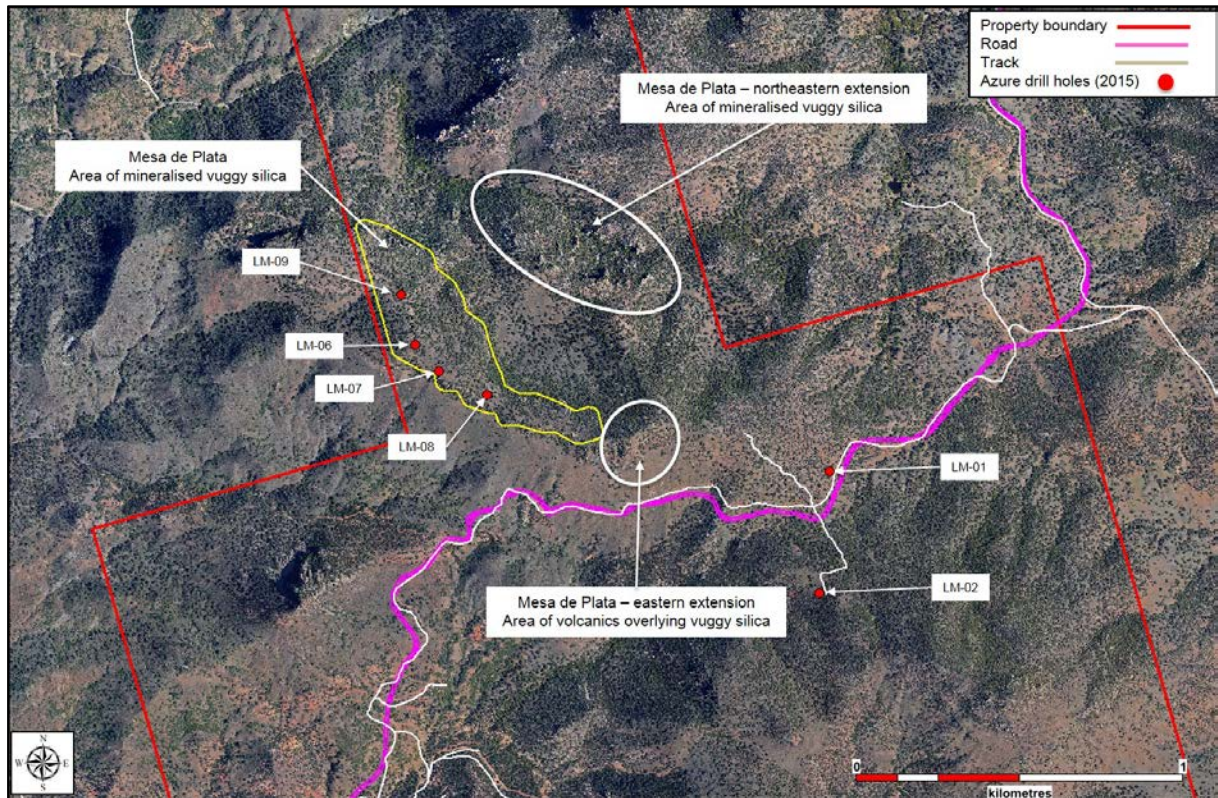 Property boundary
Road
Track
Azure drill holes (2015)
Mesa de Plata – northeastern extension
Area of mineralised vuggy silica
Mesa de Plata
Area of mineralised vuggy silica
LM-09
LM-06
LM-07
LM-08
LM-01
LM-02
Mesa de Plata – eastern extension
Area of volcanics overlying vuggy silica
N
W E
S
0 1
kilometres